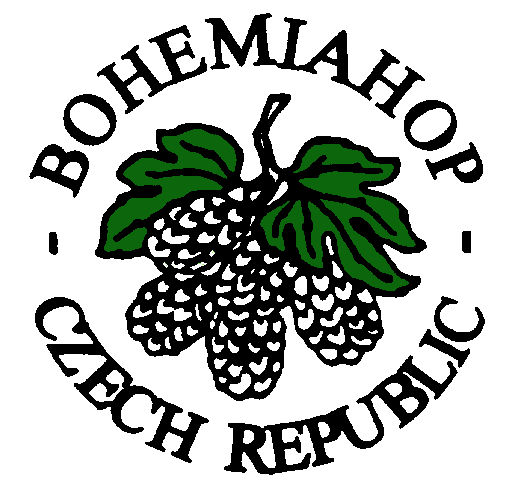 BOHEMIAHOP
- CZECH REPUBLIC -